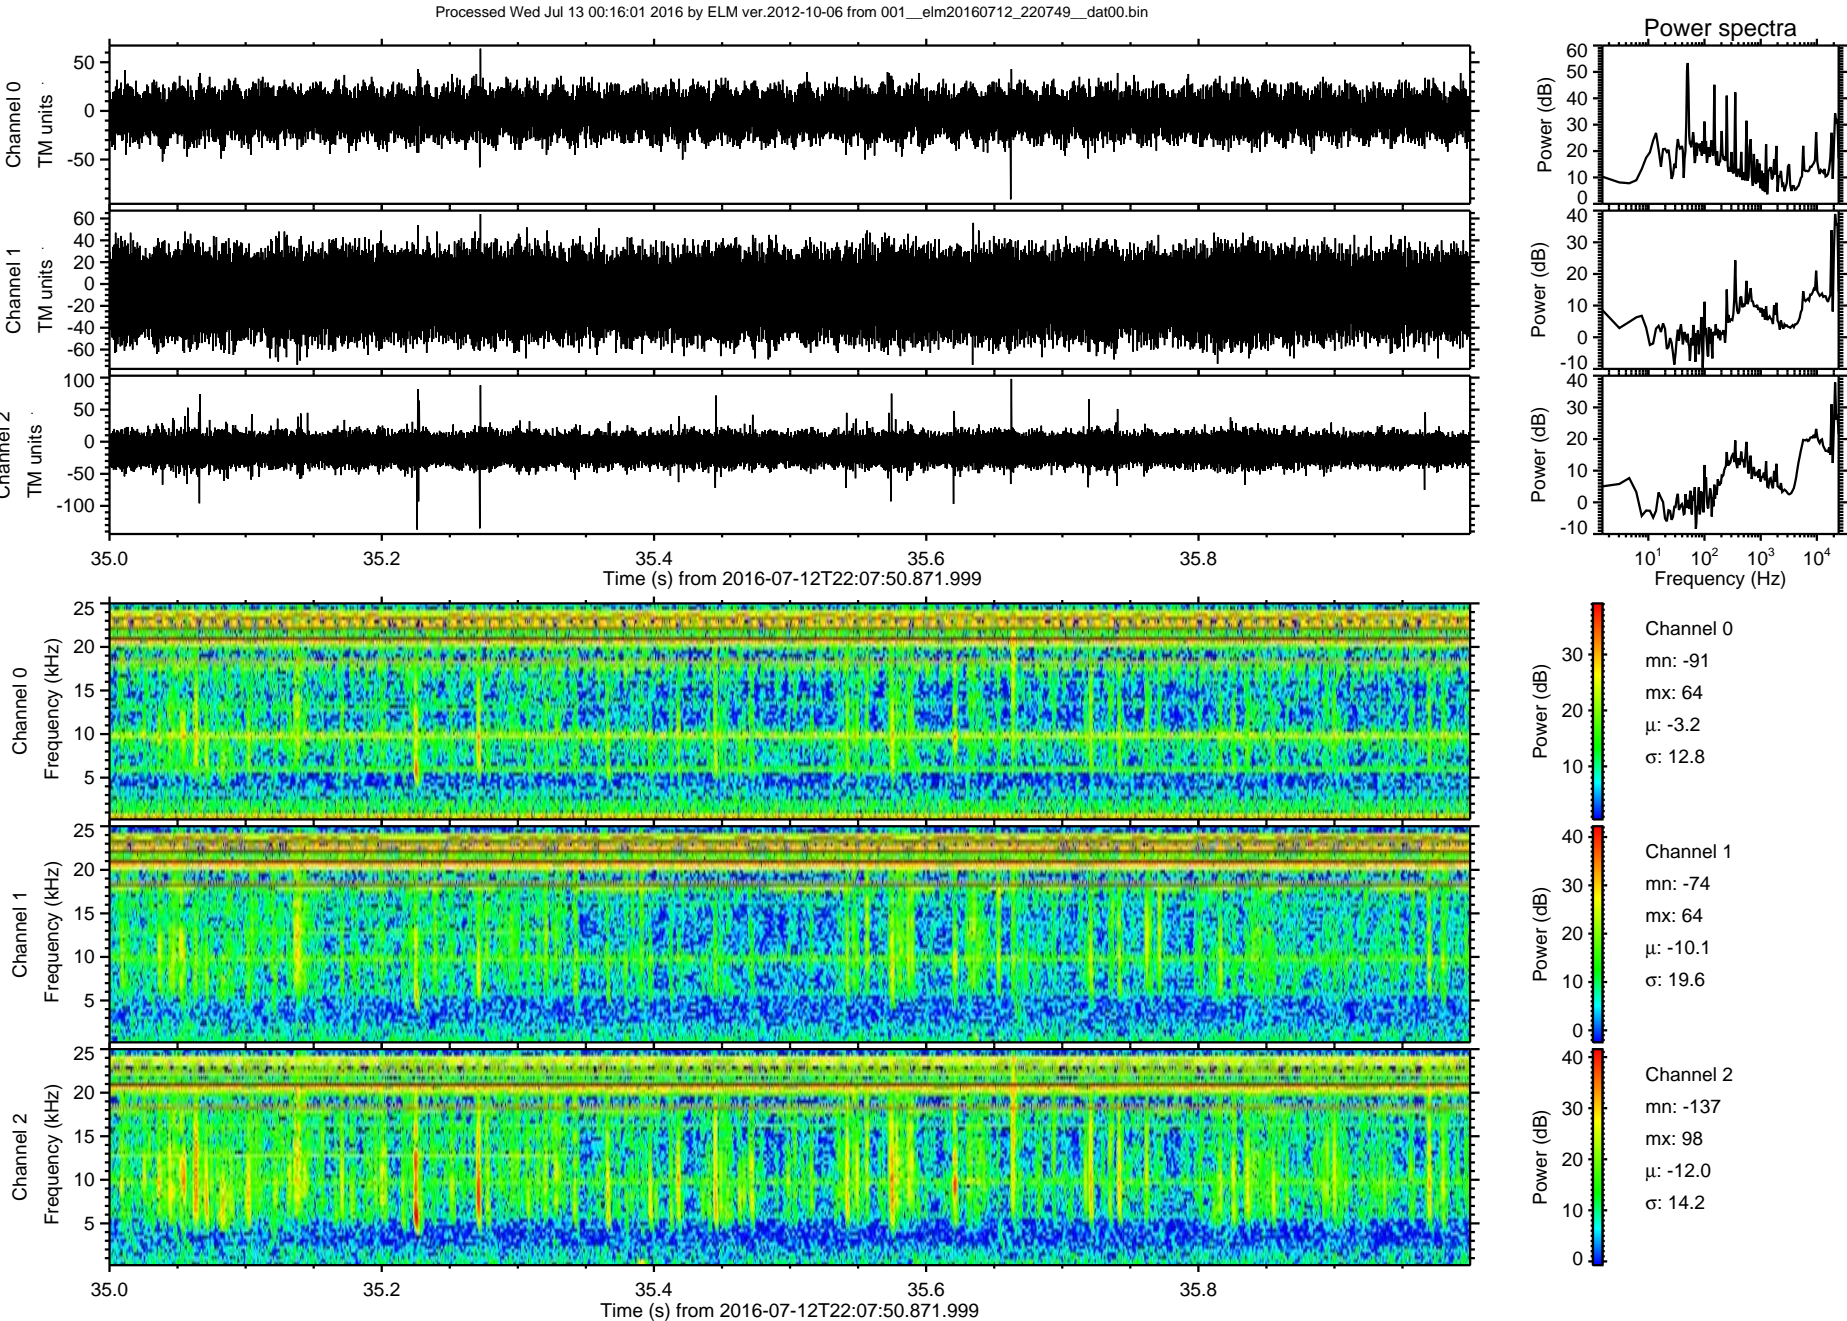 Processed Wed Jul 13 00:16:01 2016 by ELM ver.2012-10-06 from 001__elm20160712_220749__dat00.bin
Power spectra
Channel 0
TM units
50
0
-50
Power (dB)
60
50
40
30
20
10
0
Channel 1
TM units
60
40
20
0
-20
-40
-60
Power (dB)
40
30
20
10
0
-10
Channel 2
TM units
100
50
0
-50
-100
Power (dB)
40
30
20
10
0
-10
35.0 35.2 35.4 35.6 35.8
Time (s) from 2016-07-12T22:07:50.871.999
10¹ 10² 10³ 10⁴
Frequency (Hz)
Channel 0
Frequency (kHz)
25
20
15
10
5
Power (dB)
30
20
10
Channel 0
mn: -91
mx: 64
μ: -3.2
σ: 12.8
Channel 1
Frequency (kHz)
25
20
15
10
5
Power (dB)
40
30
20
10
0
Channel 1
mn: -74
mx: 64
μ: -10.1
σ: 19.6
Channel 2
Frequency (kHz)
25
20
15
10
5
Power (dB)
40
30
20
10
0
Channel 2
mn: -137
mx: 98
μ: -12.0
σ: 14.2
35.0 35.2 35.4 35.6 35.8
Time (s) from 2016-07-12T22:07:50.871.999